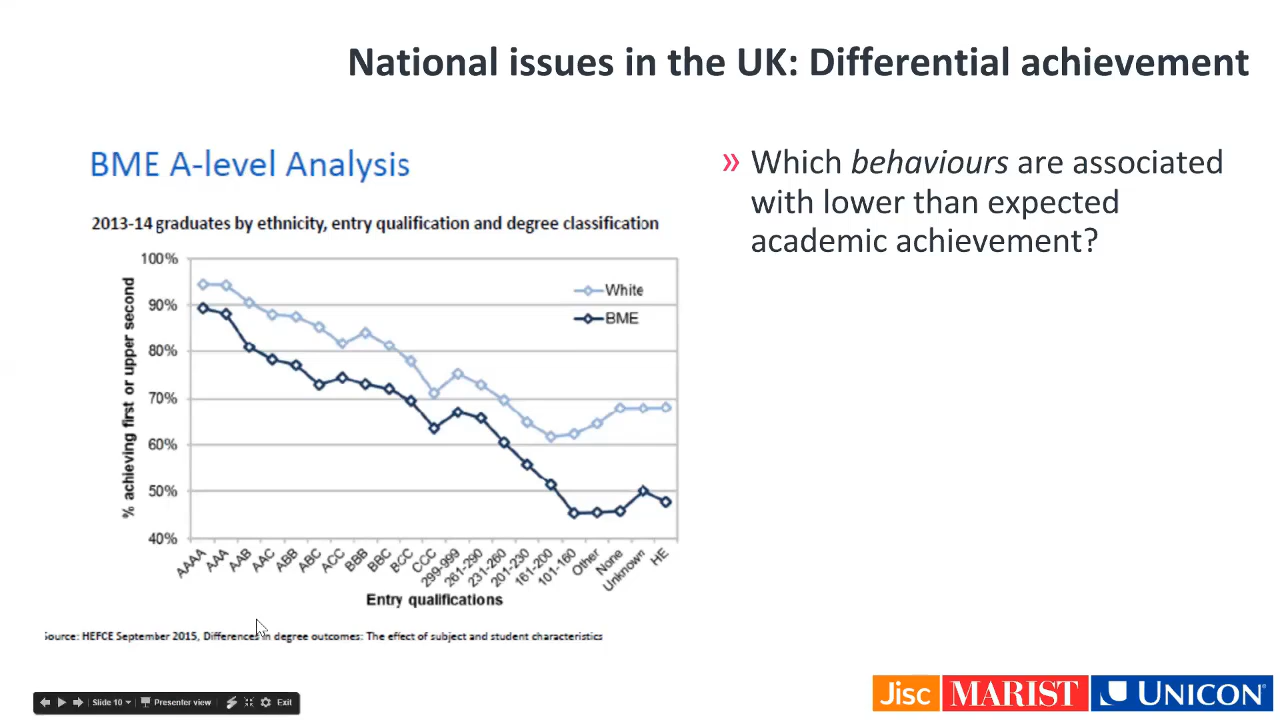 National issues in the UK: Differential achievement
BME A-level Analysis
2013-14 graduates by ethnicity, entry qualification and degree classification
100%
90%
80%
70%
60%
50%
40%
% achieving first or upper second
White
BME
AAAA
AAA
AAB
AAC
ABB
ABC
ACC
BBB
BBC
BCC
CCC
299-999
261-290
231-260
201-230
161-200
101-160
Other
None
Unknown
HE
Entry qualifications
Source: HEFCE September 2015, Differences in degree outcomes: The effect of subject and student characteristics
» Which behaviours are associated
with lower than expected
academic achievement?
Slide 10
Presenter view
Exit
Jisc
MARIST
UNICON